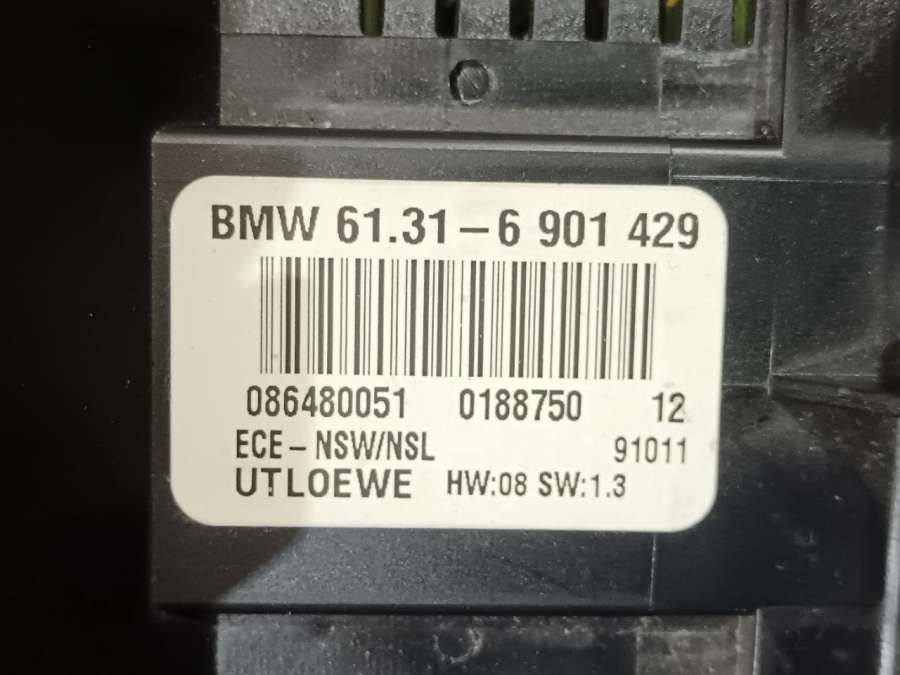 BMW 61.31-6 901 429
086480051 0188750 12
ECE-NSW/NSL 91011
UTLOEWE HW:08 SW:1.3